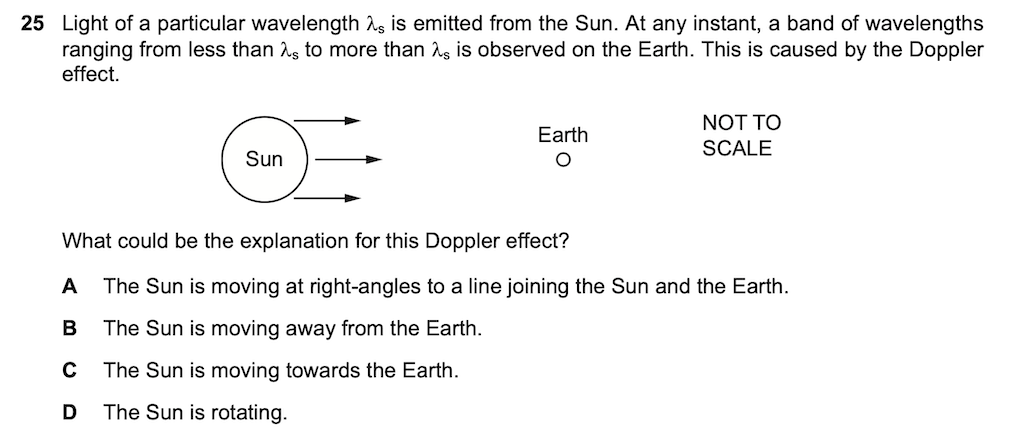 25 Light of a particular wavelength λs is emitted from the Sun. At any instant, a band of wavelengths
ranging from less than λs to more than λs is observed on the Earth. This is caused by the Doppler
effect.
NOT TO
SCALE
Earth
Sun
What could be the explanation for this Doppler effect?
A The Sun is moving at right-angles to a line joining the Sun and the Earth.
B The Sun is moving away from the Earth.
C The Sun is moving towards the Earth.
D The Sun is rotating.